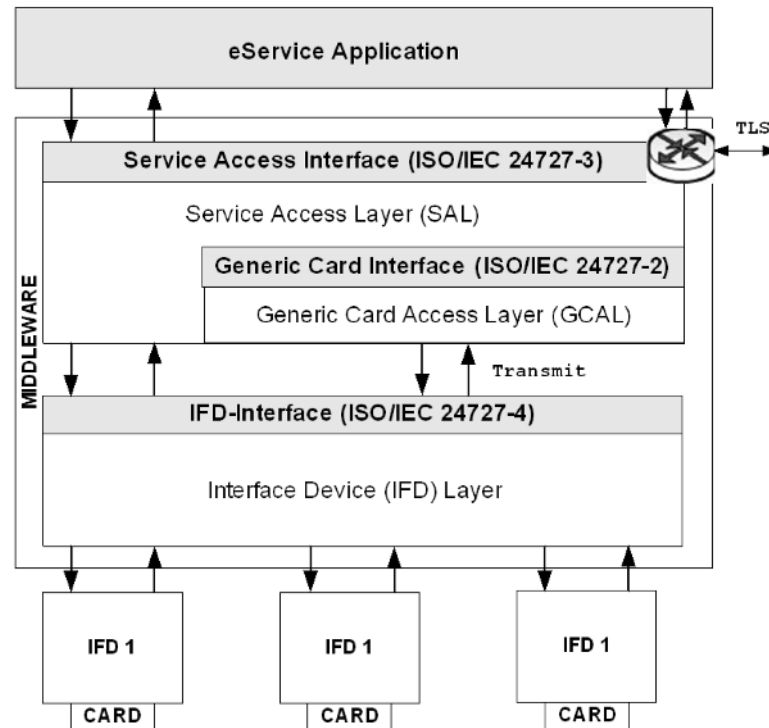 eService Application
TLS
Service Access Interface (ISO/IEC 24727-3)
Service Access Layer (SAL)
Generic Card Interface (ISO/IEC 24727-2)
Generic Card Access Layer (GCAL)
MIDDLEWARE
Transmit
IFD-Interface (ISO/IEC 24727-4)
Interface Device (IFD) Layer
IFD 1
IFD 1
IFD 1
CARD
CARD
CARD